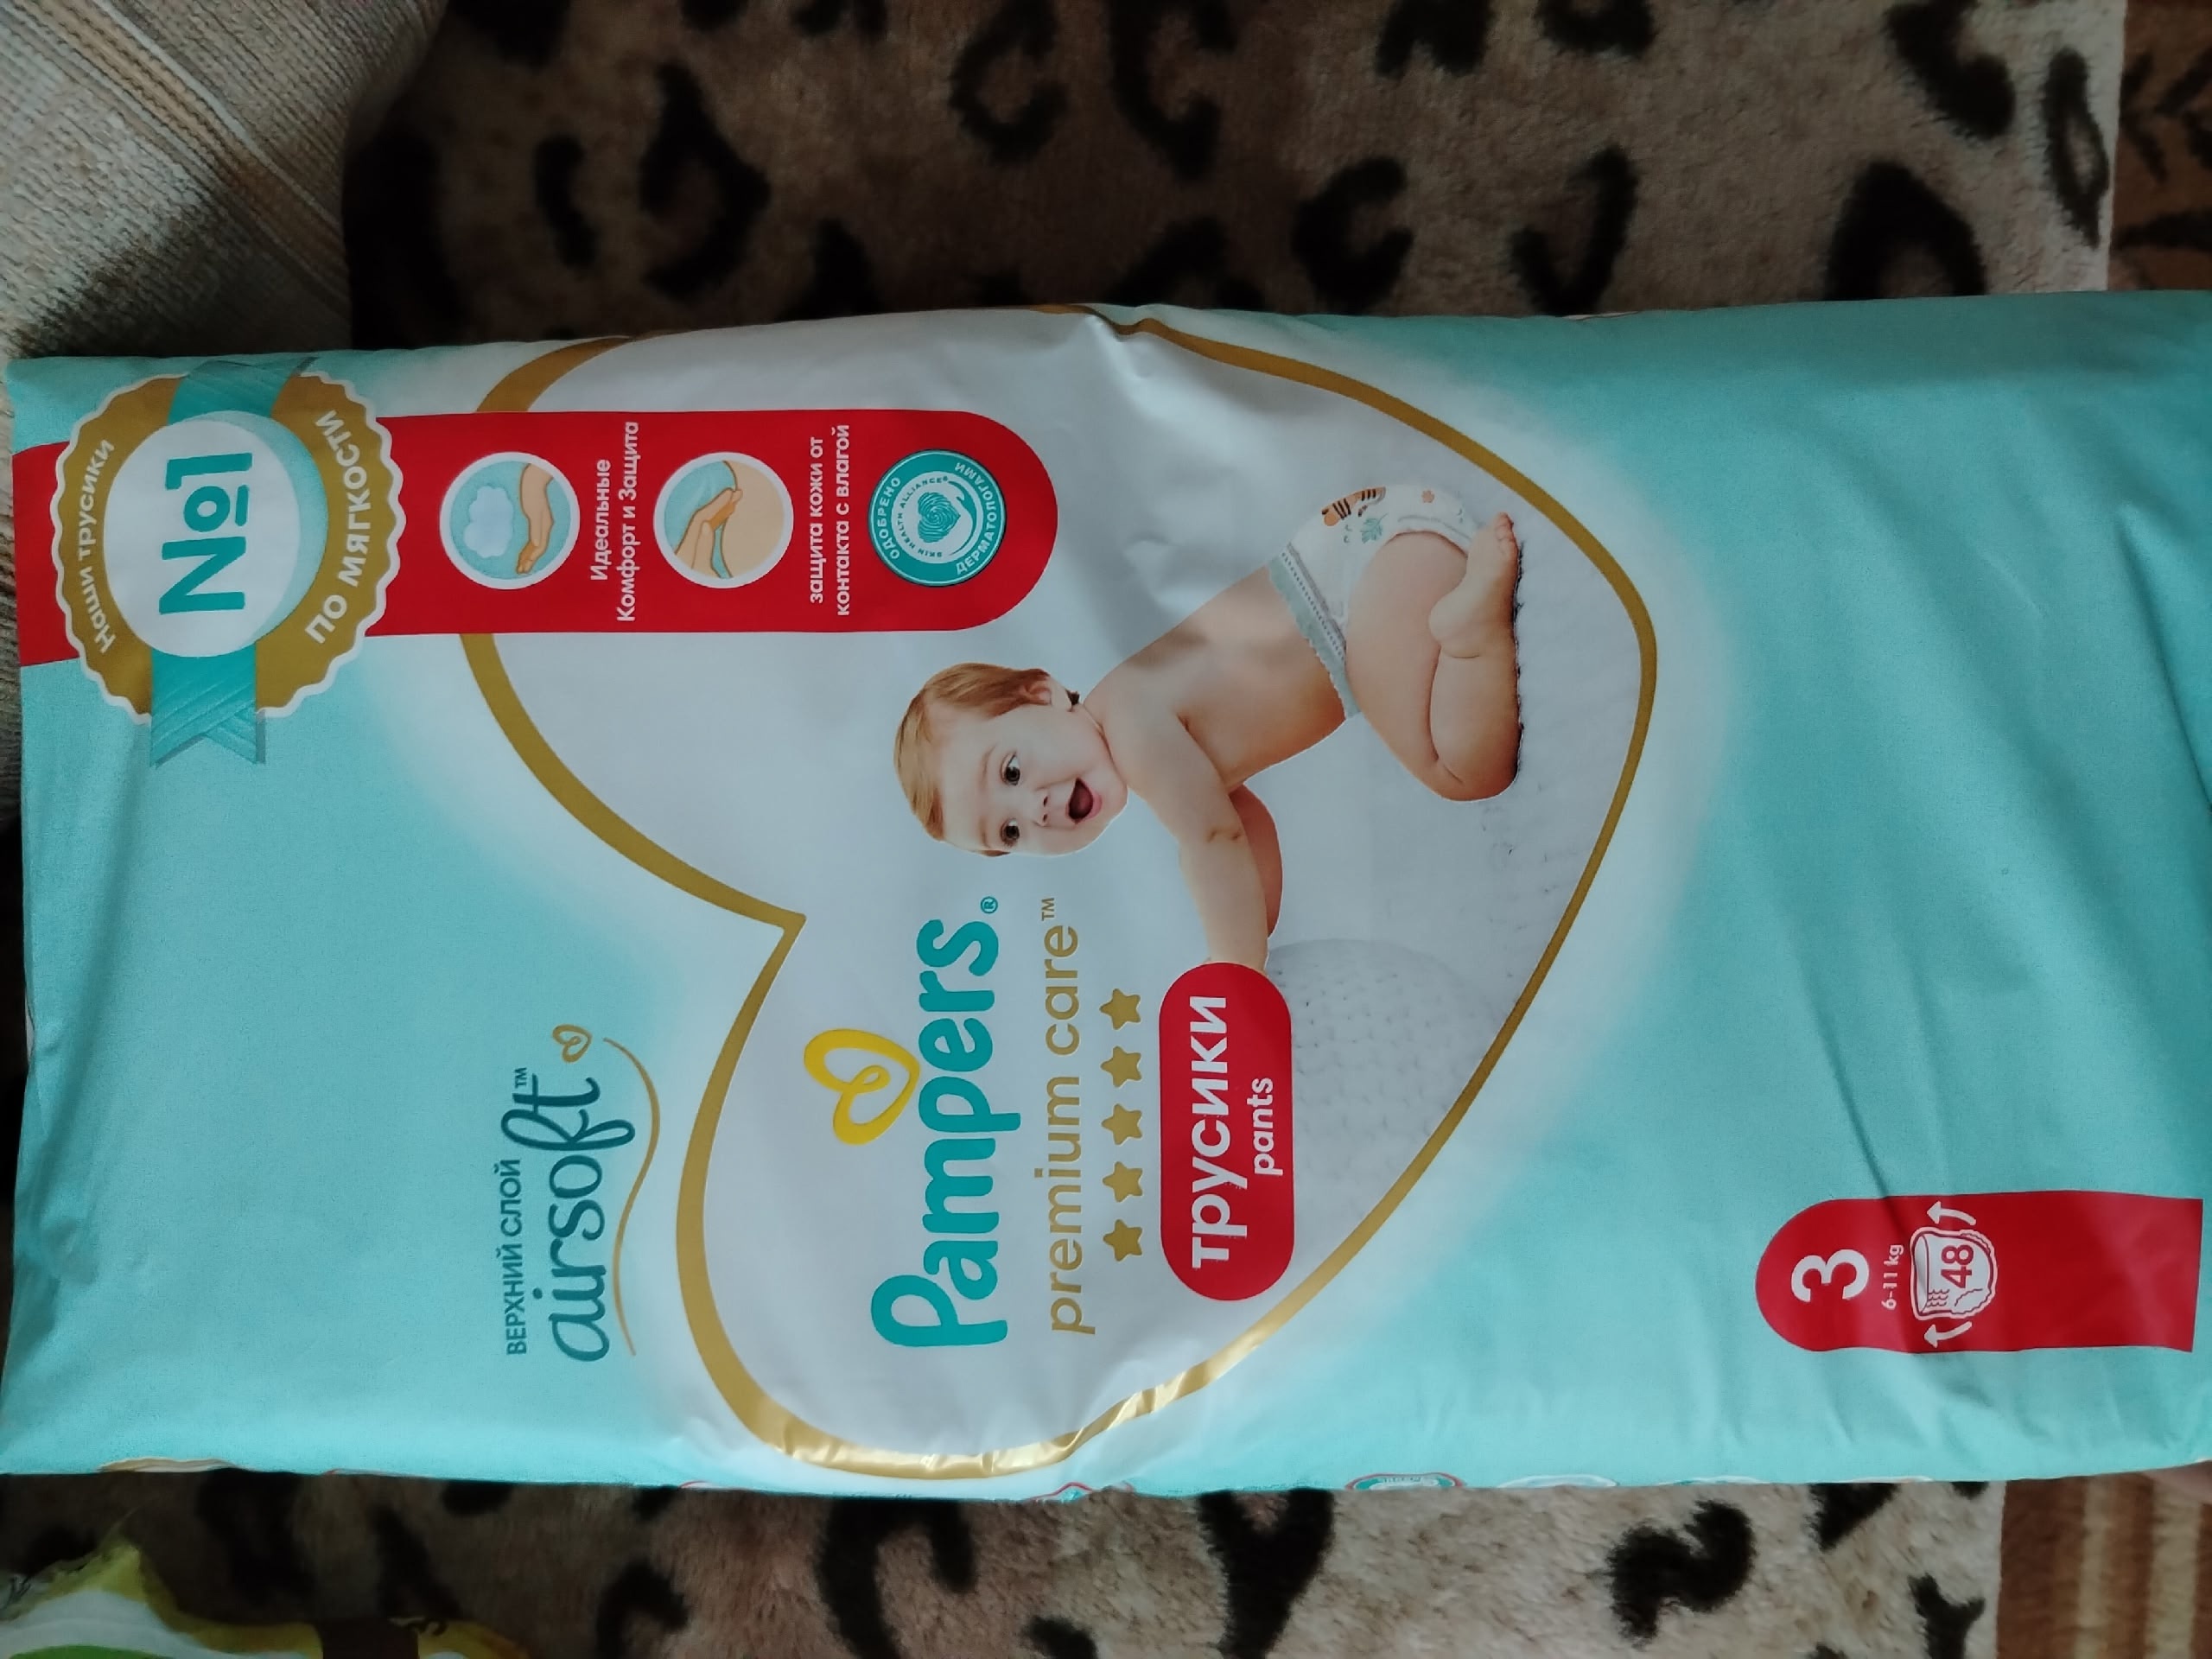 Наши трусики
№1
ПО МЯГКОСТИ
Идеальные
Комфорт и Защита
защита кожи от
контакта с влагой
ОДОБРЕНО
SKIN HEALTH ALLIANCE®
ДЕРМАТОЛОГАМИ
ВЕРХНИЙ СЛОЙ
airsoft™
Pampers®
premium care™
трусики
pants
3
6-11 kg
48